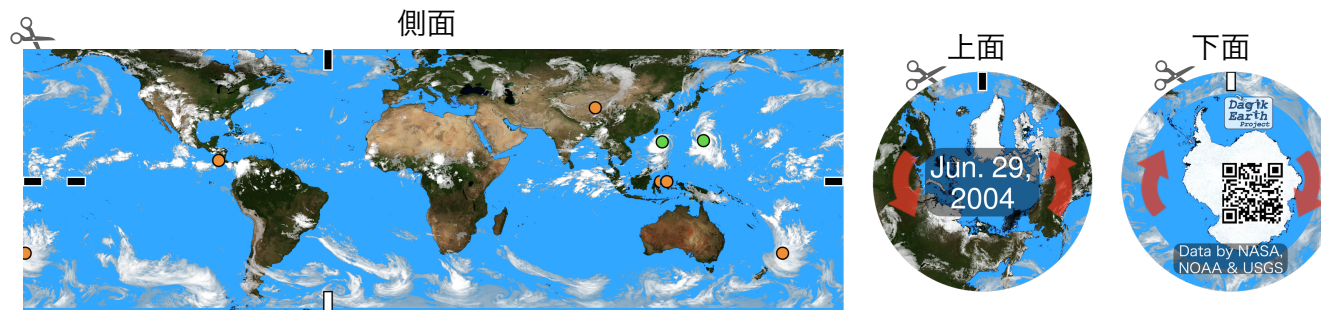 側面
上面
下面
Jun. 29,
2004
Dagik
Earth
Project
Data by NASA,
NOAA & USGS